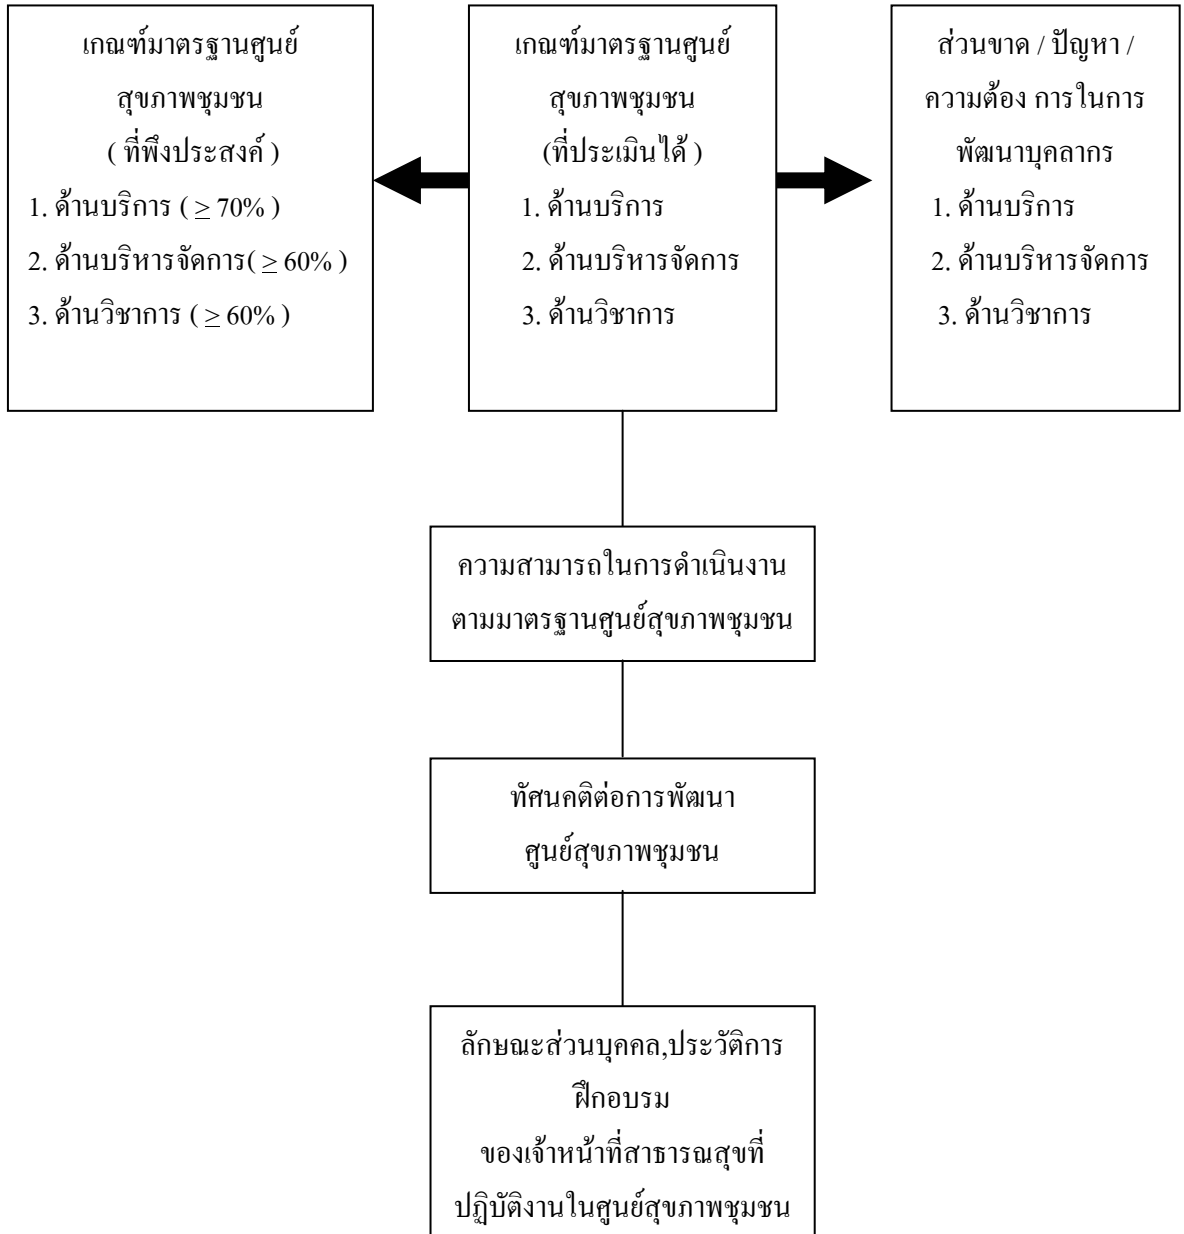 เกณฑ์มาตรฐานศูนย์
สุขภาพชุมชน
( ที่พึงประสงค์ )
1. ด้านบริการ ( ≥ 70% )
2. ด้านบริหารจัดการ( ≥ 60% )
3. ด้านวิชาการ ( ≥ 60% )
เกณฑ์มาตรฐานศูนย์
สุขภาพชุมชน
(ที่ประเมินได้ )
1. ด้านบริการ
2. ด้านบริหารจัดการ
3. ด้านวิชาการ
ส่วนขาด / ปัญหา /
ความต้อง การในการ
พัฒนาบุคลากร
1. ด้านบริการ
2. ด้านบริหารจัดการ
3. ด้านวิชาการ
ความสามารถในการดำเนินงาน
ตามมาตรฐานศูนย์สุขภาพชุมชน
ทัศนคติต่อการพัฒนา
ศูนย์สุขภาพชุมชน
ลักษณะส่วนบุคคล,ประวัติการ
ฝึกอบรม
ของเจ้าหน้าที่สาธารณสุขที่
ปฏิบัติงานในศูนย์สุขภาพชุมชน